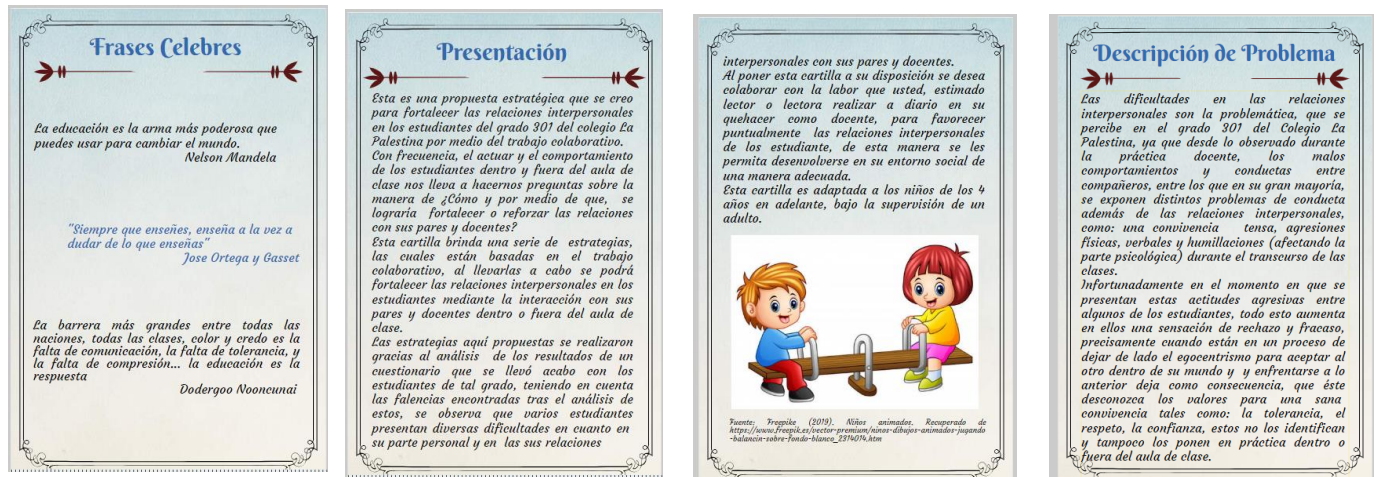 Frases Celebres
La educación es la arma más poderosa que
puedes usar para cambiar el mundo.
Nelson Mandela
"Siempre que enseñes, enseña a la vez a
dudar de lo que enseñas"
Jose Ortega y Gasset
La barrera más grandes entre todas las
naciones, todas las clases, color y credo es la
falta de comunicación, la falta de tolerancia, y
la falta de compresión... la educación es la
respuesta
Dodergoo Nooncunai
Presentación
Esta es una propuesta estratégica que se creo
para fortalecer las relaciones interpersonales
en los estudiantes del grado 301 del colegio La
Palestina por medio del trabajo colaborativo.
Con frecuencia, el actuar y el comportamiento
de los estudiantes dentro y fuera del aula de
clase nos lleva a hacernos preguntas sobre la
manera de ¿Cómo y por medio de que, se
lograría fortalecer o reforzar las relaciones
con sus pares y docentes?
Esta cartilla brinda una serie de estrategias,
las cuales están basadas en el trabajo
colaborativo, al llevarlas a cabo se podrá
fortalecer las relaciones interpersonales en los
estudiantes mediante la interacción con sus
pares y docentes dentro o fuera del aula de
clase.
Las estrategias aquí propuestas se realizaron
gracias al análisis de los resultados de un
cuestionario que se llevó acabo con los
estudiantes de tal grado, teniendo en cuenta
las falencias encontradas tras el análisis de
estos, se observa que varios estudiantes
presentan diversas dificultades en cuanto en
su parte personal y en las sus relaciones
interpersonales con sus pares y docentes.
Al poner esta cartilla a su disposición se desea
colaborar con la labor que usted, estimado
lector o lectora realizar a diario en su
quehacer como docente, para favorecer
puntualmente las relaciones interpersonales
de los estudiante, de esta manera se les
permita desenvolverse en su entorno social de
una manera adecuada.
Esta cartilla es adaptada a los niños de los 4
años en adelante, bajo la supervisión de un
adulto.
Fuente: Freepike (2019). Niños animados. Recuperado de
https://www.freepik.es/vector-premium/ninos-dibujos-animados-jugando
-balancin-sobre-fondo-blanco_2314014.htm
Descripción de Problema
Las dificultades en las relaciones
interpersonales son la problemática, que se
percibe en el grado 301 del Colegio La
Palestina, ya que desde lo observado durante
la práctica docente, los malos
comportamientos y conductas entre
compañeros, entre los que en su gran mayoría,
se exponen distintos problemas de conducta
además de las relaciones interpersonales,
como: una convivencia tensa, agresiones
físicas, verbales y humillaciones (afectando la
parte psicológica) durante el transcurso de las
clases.
Infortunadamente en el momento en que se
presentan estas actitudes agresivas entre
algunos de los estudiantes, todo esto aumenta
en ellos una sensación de rechazo y fracaso,
precisamente cuando están en un proceso de
dejar de lado el egocentrismo para aceptar al
otro dentro de su mundo y y enfrentarse a lo
anterior deja como consecuencia, que éste
desconozca los valores para una sana
convivencia tales como: la tolerancia, el
respeto, la confianza, estos no los identifican
y tampoco los ponen en práctica dentro o
fuera del aula de clase.